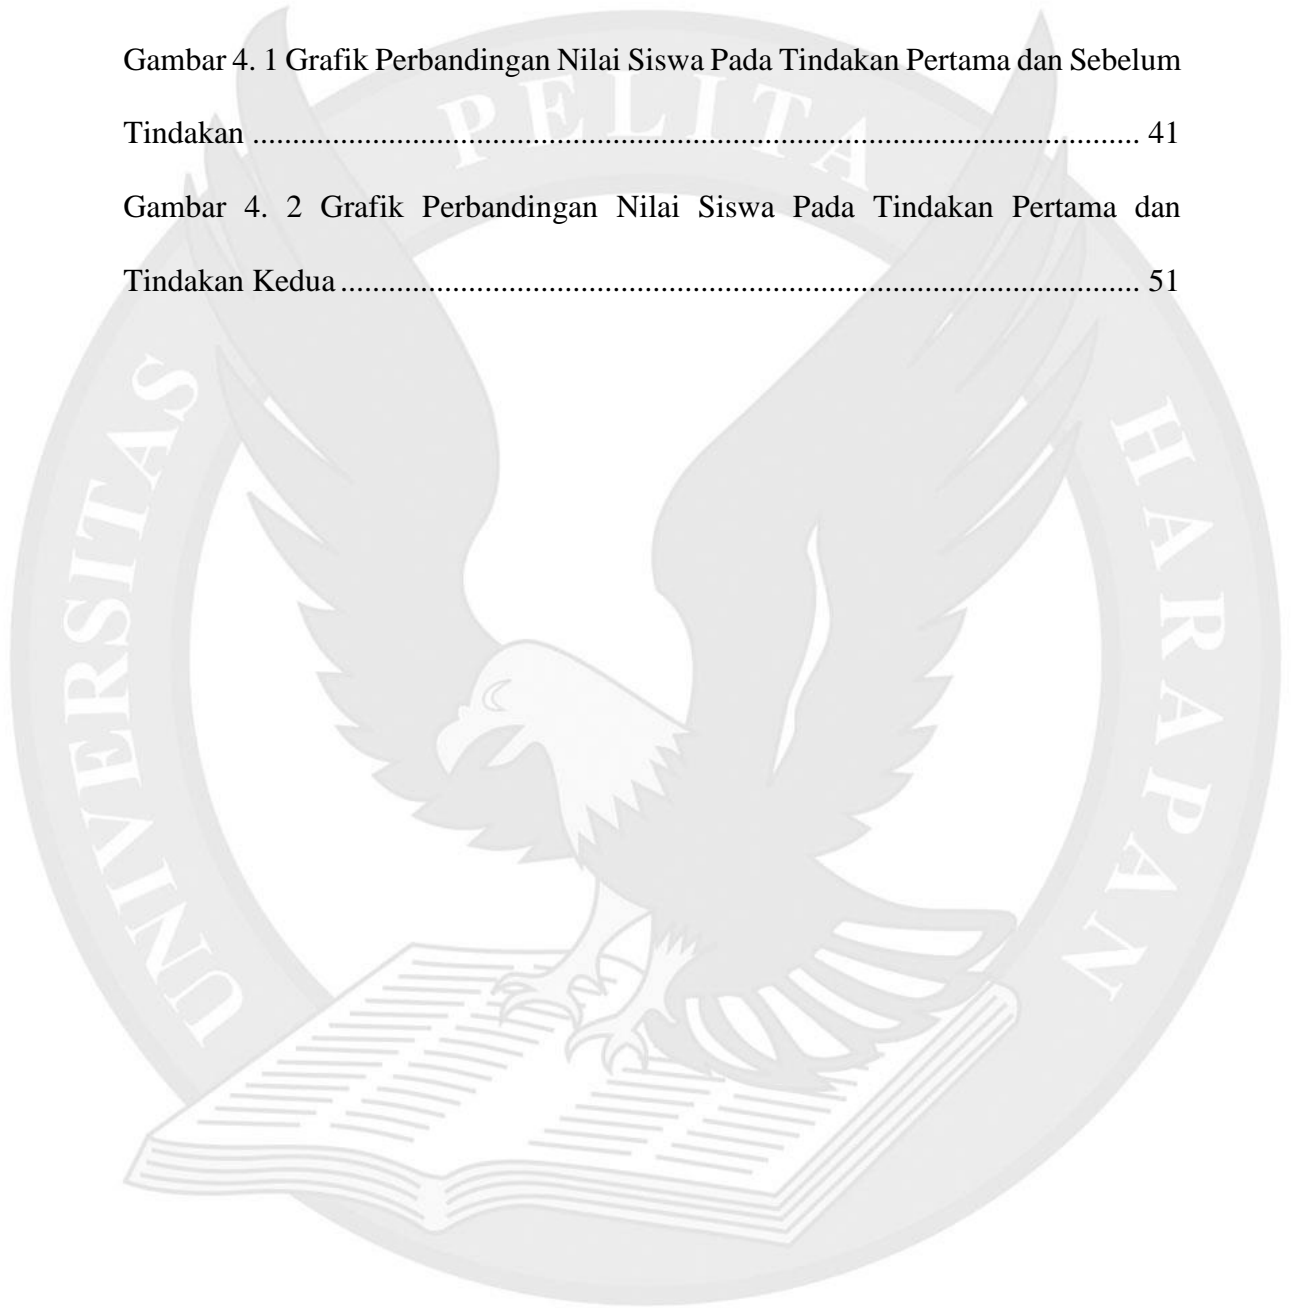 Gambar 4. 1 Grafik Perbandingan Nilai Siswa Pada Tindakan Pertama dan Sebelum
Tindakan ................................................................................................................ 41
Gambar 4. 2 Grafik Perbandingan Nilai Siswa Pada Tindakan Pertama dan
Tindakan Kedua ..................................................................................................... 51
UNIVERSITAS PELITA HARAPAN